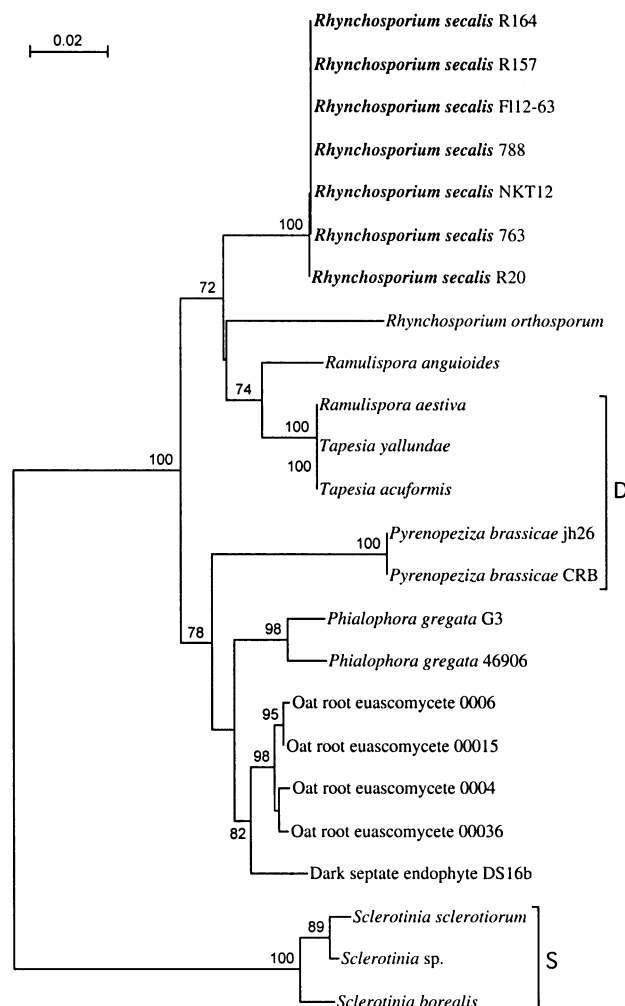 0.02
Rhynchosporium secalis R164
Rhynchosporium secalis R157
Rhynchosporium secalis Fl12-63
Rhynchosporium secalis 788
Rhynchosporium secalis NKT12
100
Rhynchosporium secalis 763
Rhynchosporium secalis R20
72
Rhynchosporium orthosporum
Ramulispora anguioides
74
Ramulispora aestiva
100
Tapesia yallundae
100
Tapesia acuformis
100
D
Pyrenopeziza brassicae jh26
100
Pyrenopeziza brassicae CRB
Phialophora gregata G3
78
98
Phialophora gregata 46906
Oat root euascomycete 0006
95
Oat root euascomycete 00015
98
Oat root euascomycete 0004
Oat root euascomycete 00036
82
Dark septate endophyte DS16b
Sclerotinia sclerotiorum
89
Sclerotinia sp.
100
S
Sclerotinia borealis